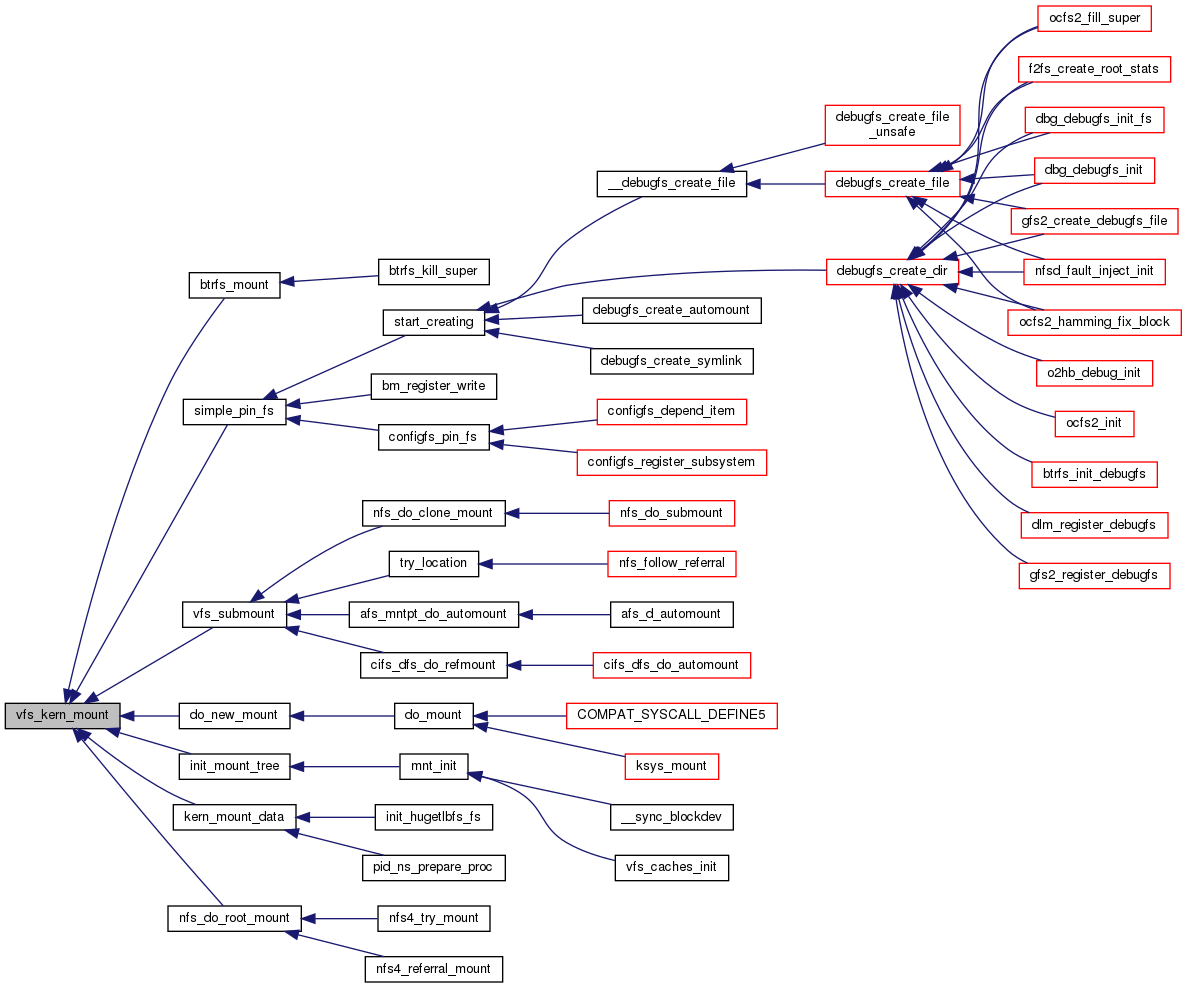 ocfs2_fill_super
f2fs_create_root_stats
debugfs_create_file
_unsafe
dbg_debugfs_init_fs
dbg_debugfs_init
__debugfs_create_file
debugfs_create_file
gfs2_create_debugfs_file
btrfs_kill_super
debugfs_create_dir
nfsd_fault_inject_init
btrfs_mount
start_creating
debugfs_create_automount
ocfs2_hamming_fix_block
debugfs_create_symlink
o2hb_debug_init
bm_register_write
simple_pin_fs
configfs_depend_item
ocfs2_init
configfs_pin_fs
configfs_register_subsystem
btrfs_init_debugfs
nfs_do_clone_mount
nfs_do_submount
dlm_register_debugfs
try_location
nfs_follow_referral
gfs2_register_debugfs
vfs_submount
afs_mntpt_do_automount
afs_d_automount
cifs_dfs_do_refmount
cifs_dfs_do_automount
vfs_kern_mount
do_new_mount
do_mount
COMPAT_SYSCALL_DEFINE5
init_mount_tree
mnt_init
ksys_mount
kern_mount_data
init_hugetlbfs_fs
__sync_blockdev
pid_ns_prepare_proc
vfs_caches_init
nfs_do_root_mount
nfs4_try_mount
nfs4_referral_mount